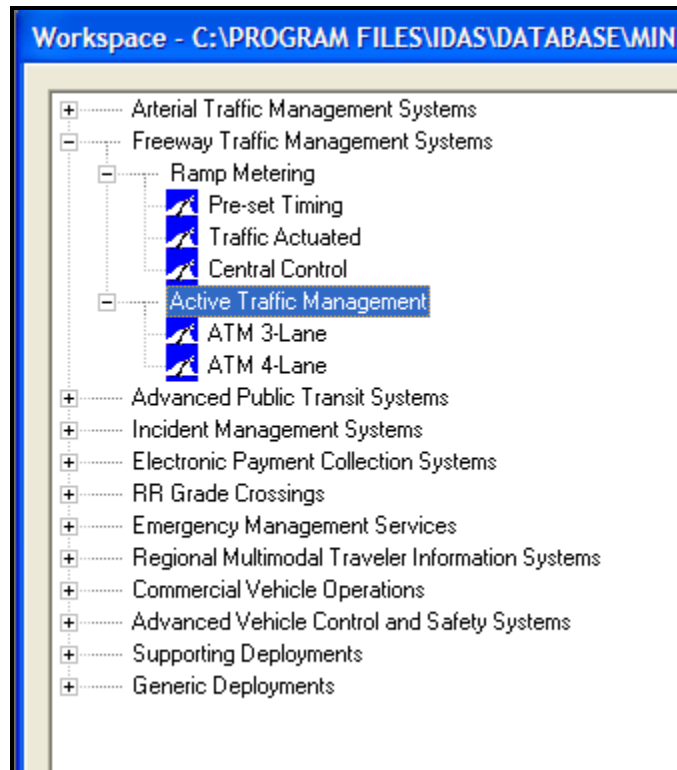 Workspace - C:\PROGRAM FILES\IDAS\DATABASE\MIN
Arterial Traffic Management Systems
Freeway Traffic Management Systems
Ramp Metering
Pre-set Timing
Traffic Actuated
Central Control
Active Traffic Management
ATM 3-Lane
ATM 4-Lane
Advanced Public Transit Systems
Incident Management Systems
Electronic Payment Collection Systems
RR Grade Crossings
Emergency Management Services
Regional Multimodal Traveler Information Systems
Commercial Vehicle Operations
Advanced Vehicle Control and Safety Systems
Supporting Deployments
Generic Deployments